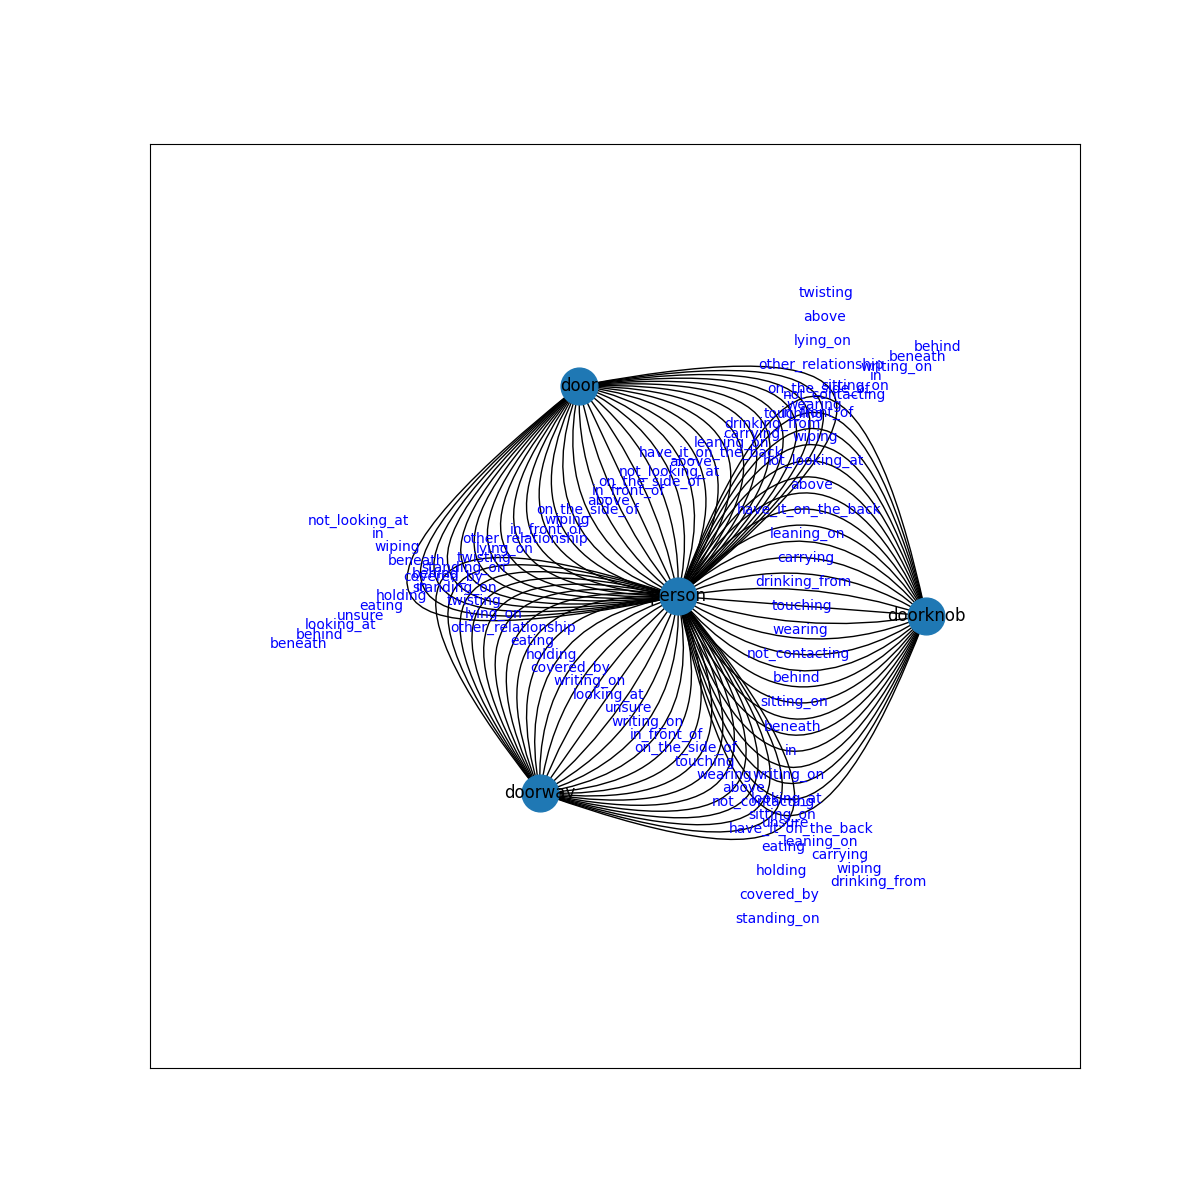 twisting
above
lying_on
behind
beneath
other_relationship
writing_on
in
sitting_on
on_the_side_of
door
not_contacting
wearing
touching
in_front_of
drinking_from
carrying
wiping
leaning_on
have_it_on_the_back
above
not_looking_at
not_looking_at
on_the_side_of
above
in_front_of
above
on_the_side_of
have_it_on_the_back
wiping
not_looking_at
in_front_of
in
leaning_on
other_relationship
wiping
lying_on
twisting
carrying
beneath
standing_on
covered_by
drinking_from
standing_on
holding
person
twisting
eating
touching
lying_on
unsure
doorknob
looking_at
other_relationship
wearing
behind
eating
beneath
holding
not_contacting
covered_by
writing_on
behind
looking_at
sitting_on
unsure
writing_on
beneath
in_front_of
on_the_side_of
in
touching
wearing
writing_on
above
doorway
looking_at
not_contacting
sitting_on
unsure
have_it_on_the_back
leaning_on
eating
carrying
wiping
holding
drinking_from
covered_by
standing_on